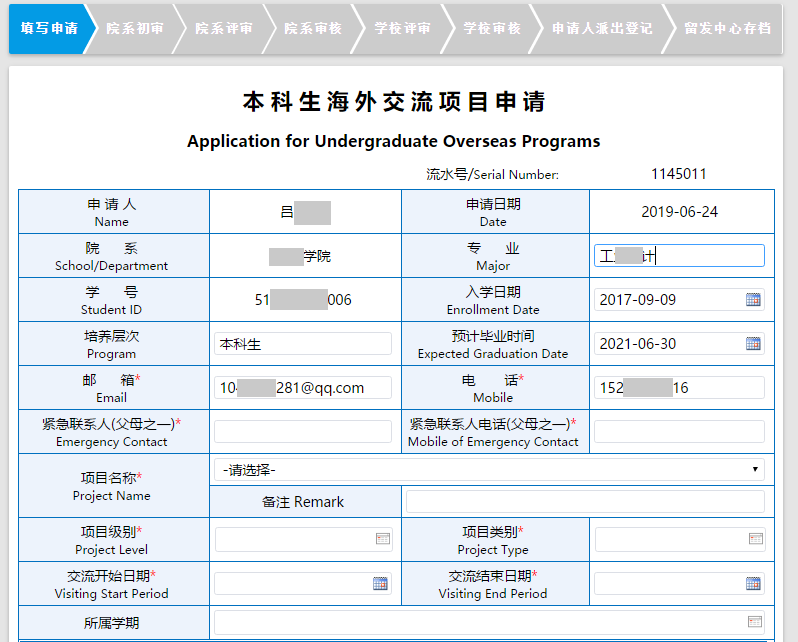 填写申请 院系初审 院系评审 院系审核 学校评审 学校审核 申请人派出登记 留发中心存档
本科生海外交流项目申请
Application for Undergraduate Overseas Programs
流水号/Serial Number: 1145011
申 请 人 吕 申请日期 2019-06-24
Name Date
院 系 学院 专 业 工 计
School/Department Major
学 号 51 006 入学日期 2017-09-09
Student ID Enrollment Date
培养层次 本科生 预计毕业时间 2021-06-30
Program Expected Graduation Date
邮 箱* 10 281@qq.com 电 话* 152 16
Email Mobile
紧急联系人(父母之一)* 紧急联系人电话(父母之一)*
Emergency Contact Mobile of Emergency Contact
项目名称* -请选择-
Project Name
备注 Remark
项目级别* 项目类别*
Project Level Project Type
交流开始日期* 交流结束日期*
Visiting Start Period Visiting End Period
所属学期